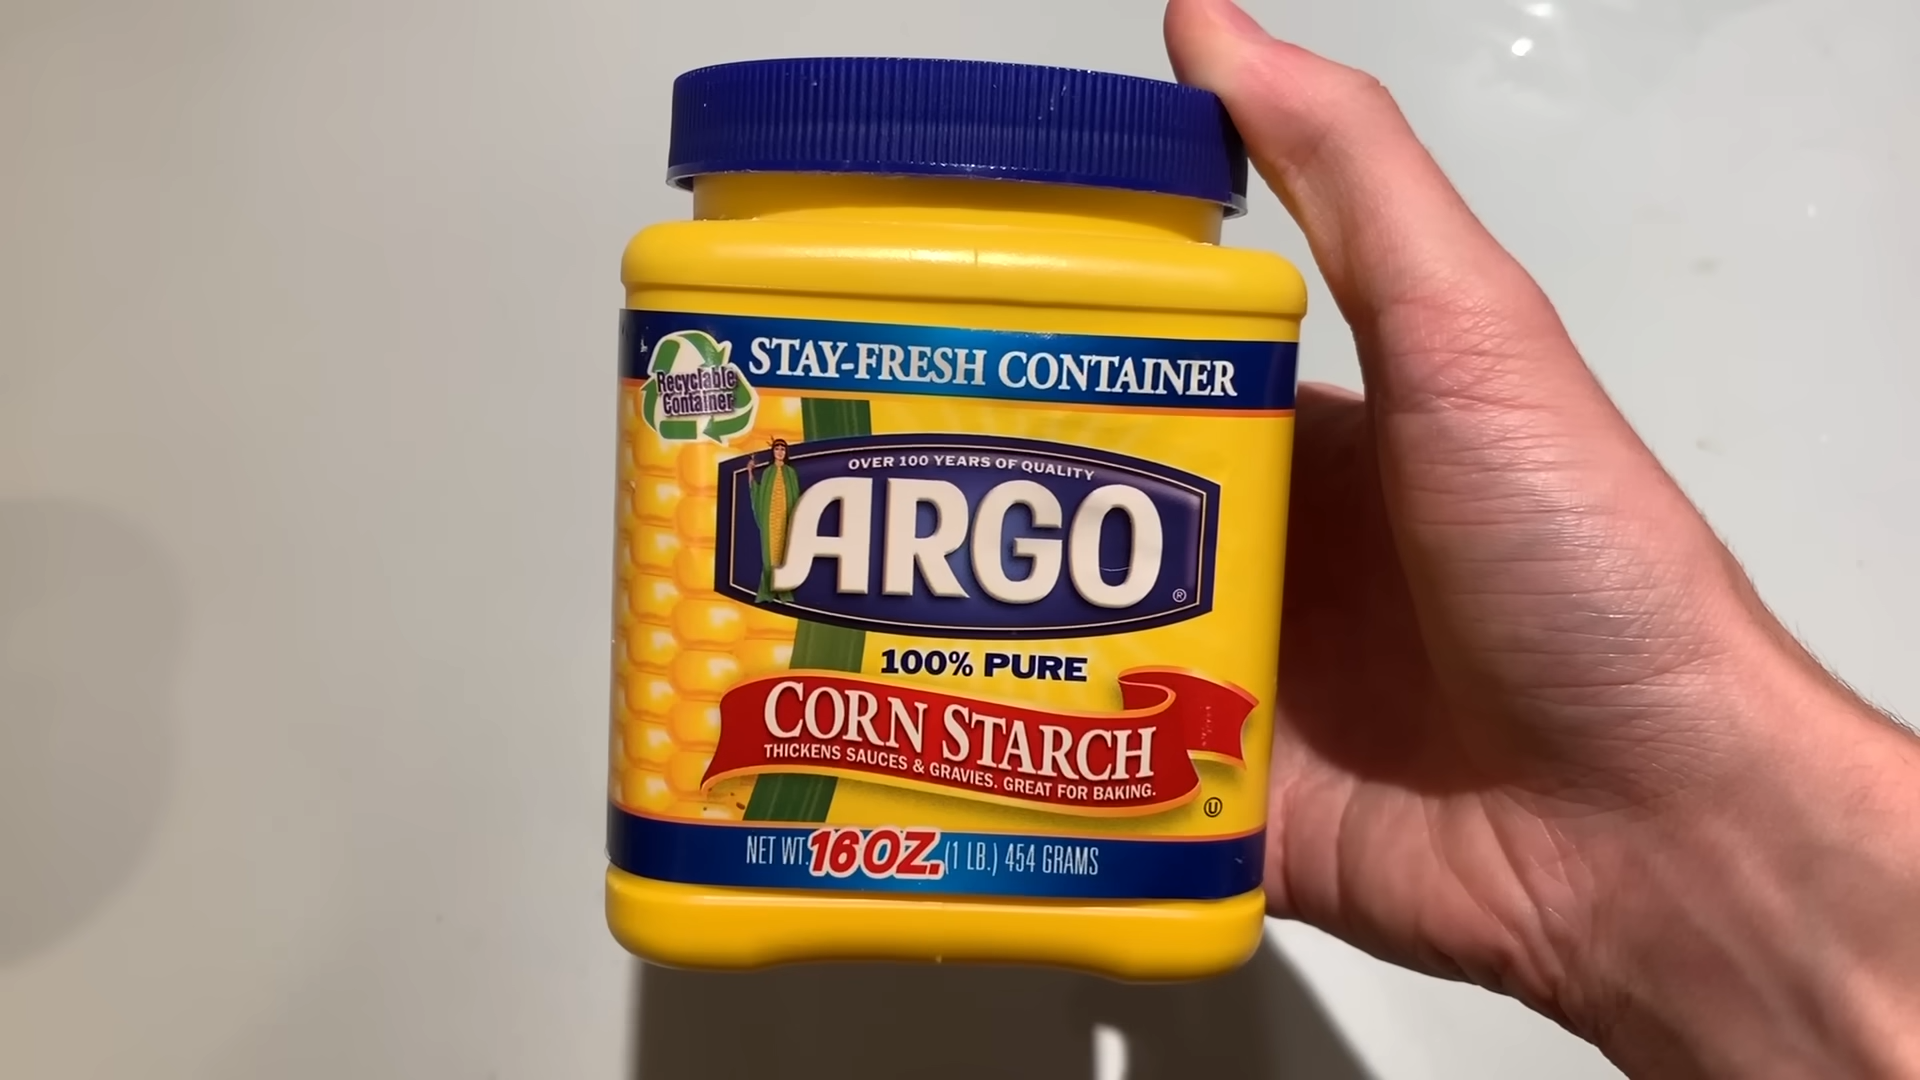 STAY-FRESH CONTAINER
Recyclable
Container
OVER 100 YEARS OF QUALITY
ARGO
®
100% PURE
CORN STARCH
THICKENS SAUCES & GRAVIES. GREAT FOR BAKING.
U
NET WT. 16 OZ. (1 LB.) 454 GRAMS